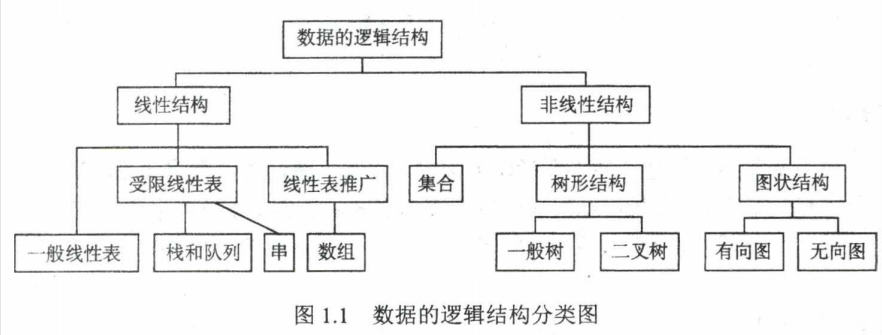 数据的逻辑结构
线性结构
非线性结构
受限线性表
线性表推广
集合
树形结构
图状结构
一般线性表
栈和队列
串
数组
一般树
二叉树
有向图
无向图
图 1.1 数据的逻辑结构分类图